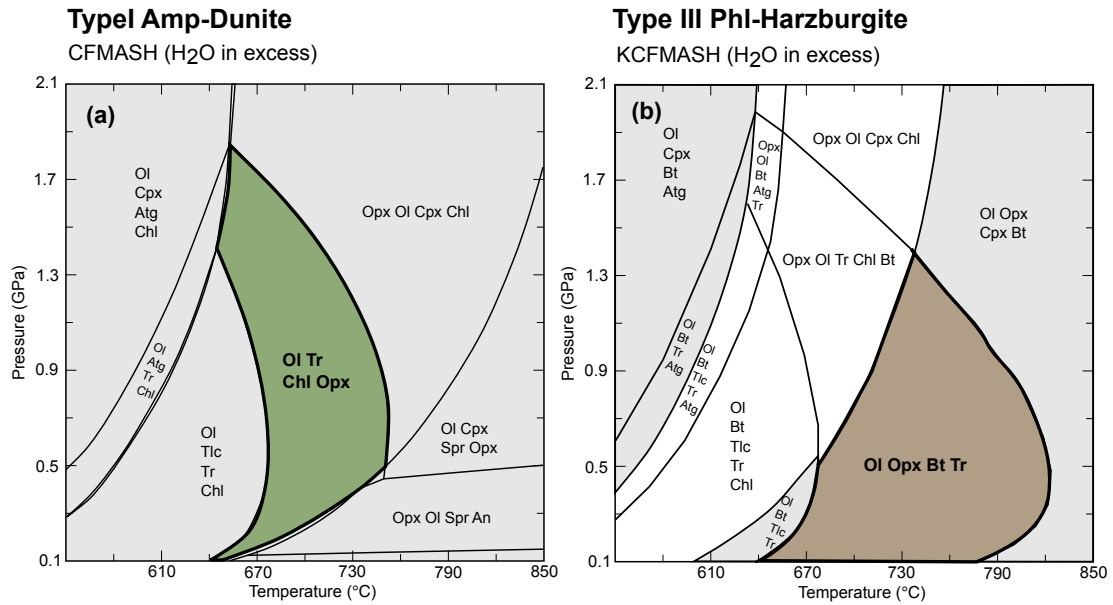 TypeI Amp-Dunite
CFMASH (H2O in excess)
(a)
2.1
1.7
1.3
0.9
0.5
0.1
Pressure (GPa)
Ol
Cpx
Atg
Chl
Opx Ol Cpx Chl
Ol
Atg
Tr
Chl
Ol Tr
Chl Opx
Ol
Tlc
Tr
Chl
Ol Cpx
Spr Opx
Opx Ol Spr An
610
670
730
790
850
Temperature (°C)
Type III Phl-Harzburgite
KCFMASH (H2O in excess)
(b)
2.1
1.7
1.3
0.9
0.5
0.1
Pressure (GPa)
Ol
Cpx
Bt
Atg
Opx
Ol
Bt
Atg
Tr
Opx Ol Cpx Chl
Ol Opx
Cpx Bt
Opx Ol Tr Chl Bt
Ol
Bt
Tr
Atg
Ol
Bt
Tlc
Tr
Atg
Ol
Bt
Tlc
Tr
Chl
Ol Opx Bt Tr
Ol
Bt
Tlc
Tr
610
670
730
790
850
Temperature (°C)